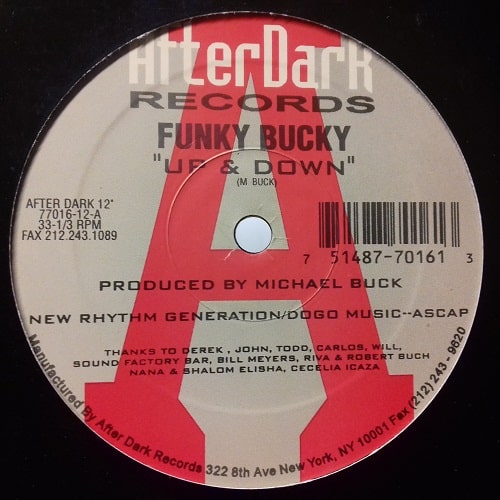 AfterDark
RECORDS
FUNKY BUCKY
"UP & DOWN"
(M BUCK)
AFTER DARK 12"
77016-12-A
33-1/3 RPM
FAX 212.243.1089
7 51487-70161 3
PRODUCED BY MICHAEL BUCK
NEW RHYTHM GENERATION/DOGO MUSIC--ASCAP
THANKS TO DEREK , JOHN, TODD, CARLOS, WILL,
SOUND FACTORY BAR, BILL MEYERS, RIVA & ROBERT BUCH
NANA & SHALOM ELISHA, CECELIA ICAZA
Manufactured By After Dark Records 322 8th Ave New York, NY 10001 Fax (212) 243 - 9820